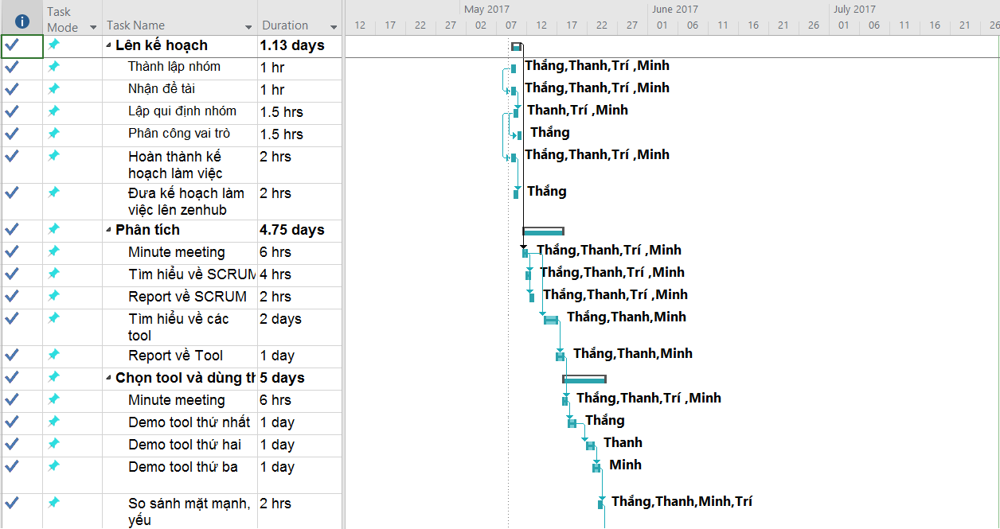 Task Mode Task Name Duration
May 2017 June 2017 July 2017
12 17 22 27 02 07 12 17 22 27 01 06 11 16 21 26 01 06 11 16 21 26
Lên kế hoạch 1.13 days
Thành lập nhóm 1 hr Thắng,Thanh,Trí ,Minh
Nhận đề tài 1 hr Thắng,Thanh,Trí ,Minh
Lập qui định nhóm 1.5 hrs Thanh,Trí ,Minh
Phân công vai trò 1.5 hrs Thắng
Hoàn thành kế 2 hrs Thắng,Thanh,Trí ,Minh
hoạch làm việc
Đưa kế hoạch làm 2 hrs Thắng
việc lên zenhub
Phân tích 4.75 days
Minute meeting 6 hrs Thắng,Thanh,Trí ,Minh
Tìm hiểu về SCRUM 4 hrs Thắng,Thanh,Trí ,Minh
Report về SCRUM 2 hrs Thắng,Thanh,Trí ,Minh
Tìm hiểu về các 2 days Thắng,Thanh,Minh
tool
Report về Tool 1 day Thắng,Thanh,Minh
Chọn tool và dùng th 5 days
Minute meeting 6 hrs Thắng,Thanh,Trí ,Minh
Demo tool thứ nhất 1 day Thắng
Demo tool thứ hai 1 day Thanh
Demo tool thứ ba 1 day Minh
So sánh mặt mạnh, 2 hrs Thắng,Thanh,Minh,Trí
yếu